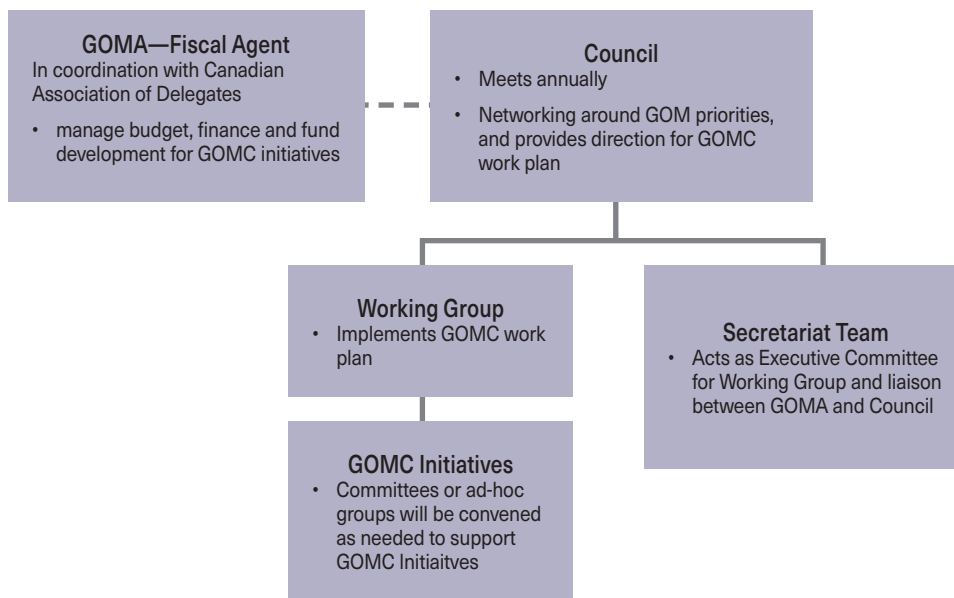 GOMA—Fiscal Agent
In coordination with Canadian
Association of Delegates
• manage budget, finance and fund
development for GOMC initiatives
Council
• Meets annually
• Networking around GOM priorities,
and provides direction for GOMC
work plan
Working Group
• Implements GOMC work
plan
Secretariat Team
• Acts as Executive Committee
for Working Group and liaison
between GOMA and Council
GOMC Initiatives
• Committees or ad-hoc
groups will be convened
as needed to support
GOMC Initiaitves